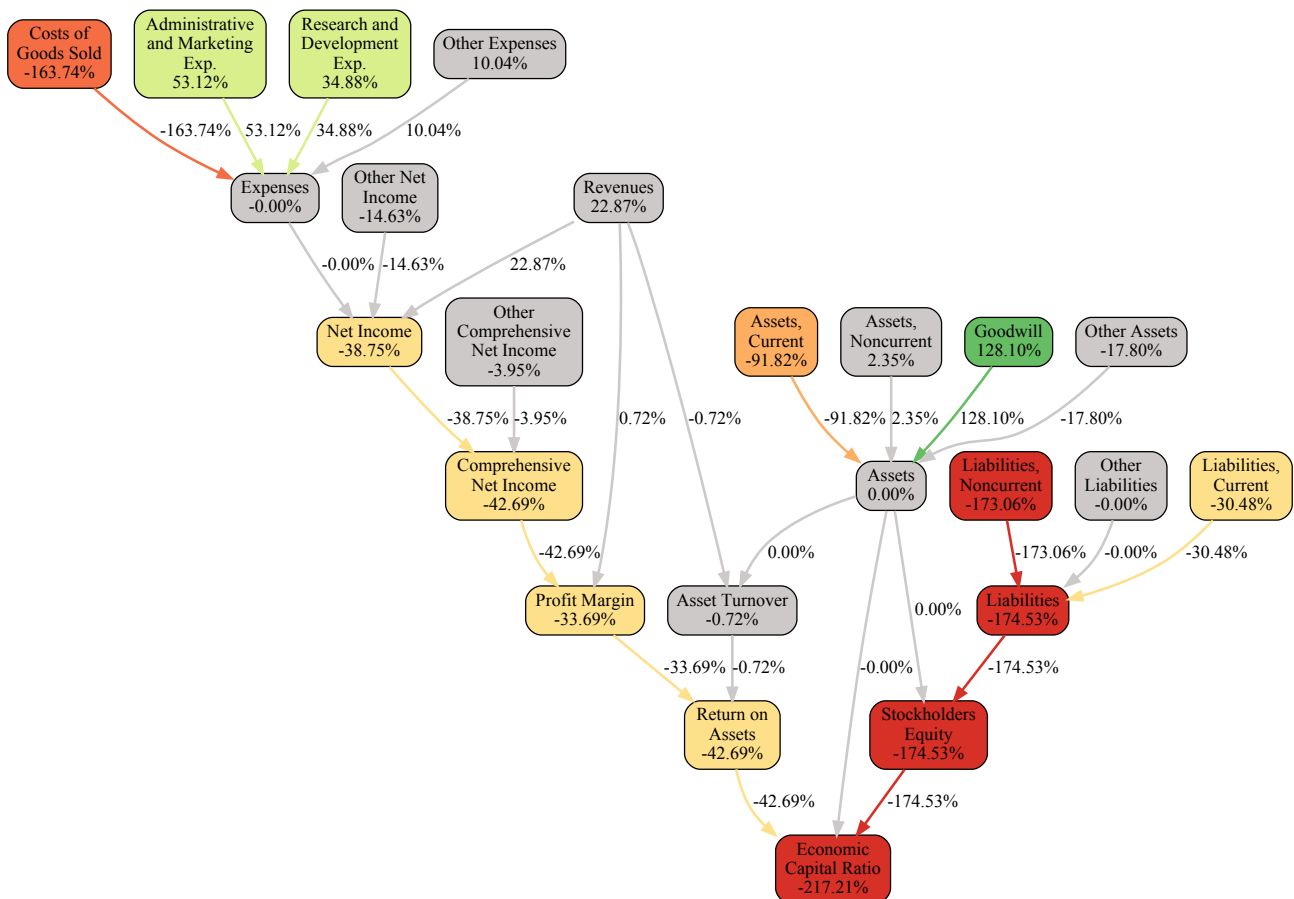 Costs of
Goods Sold
-163.74%
Administrative
and Marketing
Exp.
53.12%
Research and
Development
Exp.
34.88%
Other Expenses
10.04%
-163.74%
53.12%
34.88%
10.04%
Expenses
-0.00%
Other Net
Income
-14.63%
Revenues
22.87%
-0.00%
-14.63%
22.87%
Net Income
-38.75%
Other
Comprehensive
Net Income
-3.95%
Assets,
Current
-91.82%
Assets,
Noncurrent
2.35%
Goodwill
128.10%
Other Assets
-17.80%
-38.75%
-3.95%
0.72%
-0.72%
-91.82%
2.35%
128.10%
-17.80%
Comprehensive
Net Income
-42.69%
Assets
0.00%
Liabilities,
Noncurrent
-173.06%
Other
Liabilities
-0.00%
Liabilities,
Current
-30.48%
-42.69%
0.00%
-173.06%
-0.00%
-30.48%
Profit Margin
-33.69%
Asset Turnover
-0.72%
0.00%
Liabilities
-174.53%
-33.69%
-0.72%
-0.00%
-174.53%
Return on
Assets
-42.69%
Stockholders
Equity
-174.53%
-42.69%
-174.53%
Economic
Capital Ratio
-217.21%